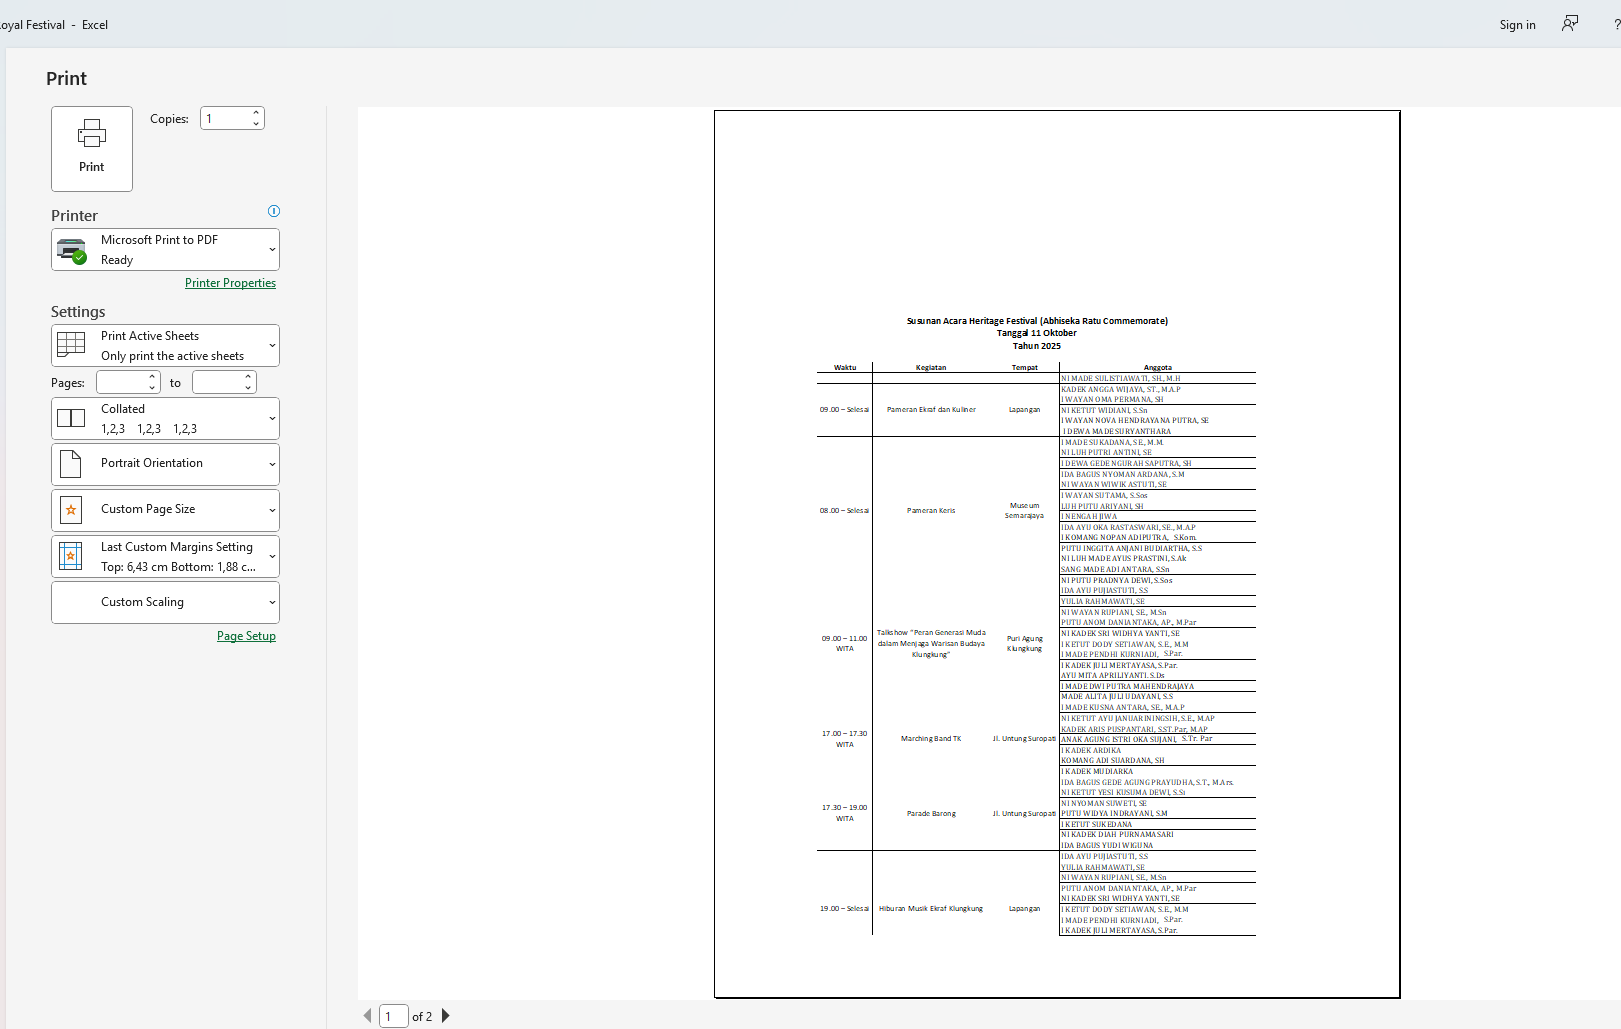 oyal Festival - Excel
Sign in
?
Print
Print
Copies:
1
Printer
Microsoft Print to PDF
Ready
Printer Properties
Settings
Print Active Sheets
Only print the active sheets
Pages:
to
Collated
1,2,3 1,2,3 1,2,3
Portrait Orientation
Custom Page Size
Last Custom Margins Setting
Top: 6,43 cm Bottom: 1,88 c...
Custom Scaling
Page Setup
Susunan Acara Heritage Festival (Abhiseka Ratu Commemorate)
Tanggal 11 Oktober
Tahun 2025
Waktu Kegiatan Tempat Anggota
NI MADE SULISTIAWATI, SH., M.H
KADEK ANGGA WIJAYA, ST., M.A.P
I WAYAN OMA PERMANA, SH
09.00 – Selesai Pameran Ekraf dan Kuliner Lapangan NI KETUT WIDIANI, S.Sn
I WAYAN NOVA HENDRAYANA PUTRA, SE
I DEWA MADE SURYANTHARA
I MADE SUKADANA, SE., M.M.
NI LUH PUTRI ANTINI, SE
I DEWA GEDE NGURAH SAPUTRA, SH
IDA BAGUS NYOMAN ARDANA, S.M
NI WAYAN WIWIK ASTUTI, SE
I WAYAN SUTAMA, S.Sos
LUH PUTU ARIYANI, SH
08.00 – Selesai Pameran Keris Museum Semarajaya I NENGAH JIWA
IDA AYU OKA RASTASWARI, SE., M.A.P
I KOMANG NOPAN ADIPUTRA, S.Kom.
PUTU INGGITA ANJANI BUDIARTHA, S.S
NI LUH MADE AYUS PRASTINI, S.Ak
SANG MADE ADI ANTARA, S.Sn
NI PUTU PRADNYA DEWI, S.Sos
IDA AYU PUJIASTUTI, S.S
YULIA RAHMAWATI, SE
NI WAYAN RUPIANI, SE., M.Sn
PUTU ANOM DANIANTAKA, AP., M.Par
09.00 – 11.00 WITA Talkshow "Peran Generasi Muda dalam Menjaga Warisan Budaya Klungkung" Puri Agung Klungkung NI KADEK SRI WIDHYA YANTI, SE
I KETUT DODY SETIAWAN, S.E., M.M
I MADE PENDHI KURNIADI, S.Par.
I KADEK JULI MERTAYASA, S.Par.
AYU MITA APRILIYANTI. S.Ds
I MADE DWI PUTRA MAHENDRAJAYA
MADE ALITA JULI UDAYANI, S.S
I MADE KUSNA ANTARA, SE., M.A.P
NI KETUT AYU JANUARININGSIH, S.E., M.AP
KADEK ARIS PUSPANTARI, S.ST.Par, M.AP
17.00 – 17.30 WITA Marching Band TK Jl. Untung Suropati ANAK AGUNG ISTRI OKA SUJANI, S.Tr. Par
I KADEK ARDIKA
KOMANG ADI SUARDANA, SH
I KADEK MUDIARKA
IDA BAGUS GEDE AGUNG PRAYUDHA, S.T., M.Ars.
NI KETUT YESI KUSUMA DEWI, S.Si
NI NYOMAN SUWETI, SE
17.30 – 19.00 WITA Parade Barong Jl. Untung Suropati PUTU WIDYA INDRAYANI, S.M
I KETUT SUKEDANA
NI KADEK DIAH PURNAMASARI
IDA BAGUS YUDI WIGUNA
IDA AYU PUJIASTUTI, S.S
YULIA RAHMAWATI, SE
NI WAYAN RUPIANI, SE., M.Sn
PUTU ANOM DANIANTAKA, AP., M.Par
NI KADEK SRI WIDHYA YANTI, SE
19.00 – Selesai Hiburan Musik Ekraf Klungkung Lapangan I KETUT DODY SETIAWAN, S.E., M.M
I MADE PENDHI KURNIADI, S.Par.
I KADEK JULI MERTAYASA, S.Par.
1 of 2